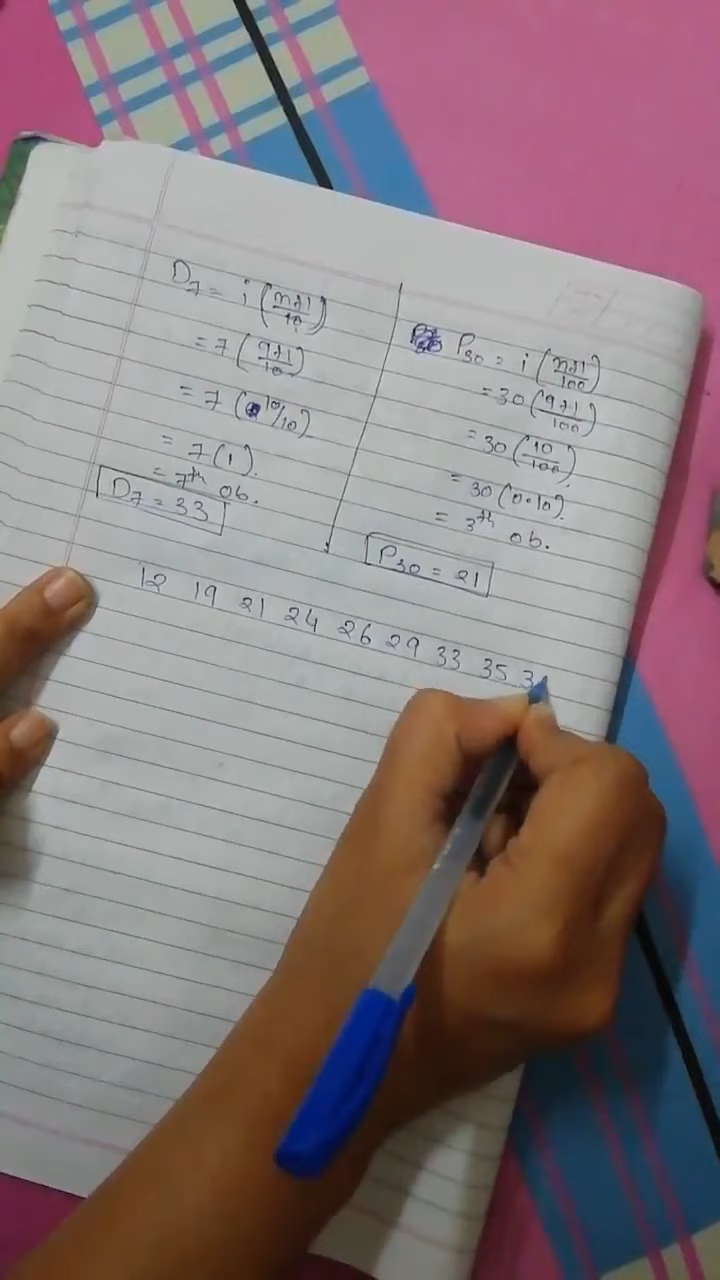 D7 = i (n+1/10)
= 7 (9+1/10)
= 7 (10/10)
= 7 (1).
= 7th ob.
D7 = 33
P30 = i (n+1/100)
= 30 (9+1/100)
= 30 (10/100)
= 30 (0.10).
= 3th ob.
P30 = 21
12 19 21 24 26 29 33 35